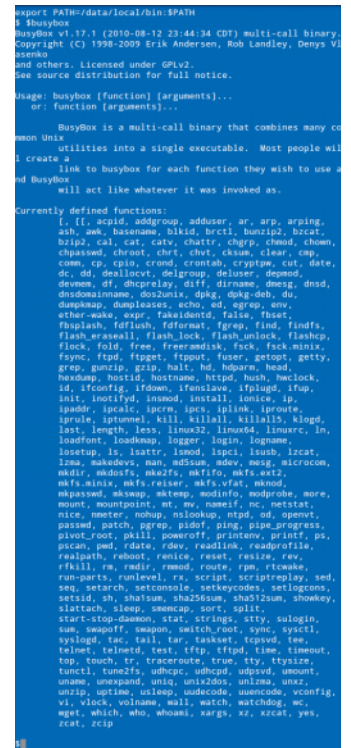 export PATH=/data/local/bin:$PATH
$ $busybox
BusyBox v1.17.1 (2010-08-12 23:44:34 CDT) multi-call binary.
Copyright (C) 1998-2009 Erik Andersen, Rob Landley, Denys Vl
asenko
and others. Licensed under GPLv2.
See source distribution for full notice.
Usage: busybox [function] [arguments]...
or: function [arguments]...
BusyBox is a multi-call binary that combines many co
mmon Unix
utilities into a single executable.  Most people wil
l create a
link to busybox for each function they wish to use a
nd BusyBox
will act like whatever it was invoked as.
Currently defined functions:
[, [[, acpid, addgroup, adduser, ar, arp, arping,
ash, awk, basename, blkid, brctl, bunzip2, bzcat,
bzip2, cal, cat, catv, chattr, chgrp, chmod, chown,
chpasswd, chroot, chrt, chvt, cksum, clear, cmp,
comm, cp, cpio, crond, crontab, cryptpw, cut, date,
dc, dd, deallocvt, delgroup, deluser, depmod,
devmem, df, dhcprelay, diff, dirname, dmesg, dnsd,
dnsdomainname, dos2unix, dpkg, dpkg-deb, du,
dumpkmap, dumpleases, echo, ed, egrep, env,
ether-wake, expr, fakeidentd, false, fbset,
fbsplash, fdflush, fdformat, fgrep, find, findfs,
flash_eraseall, flash_lock, flash_unlock, flashcp,
flock, fold, free, freeramdisk, fsck, fsck.minix,
fsync, ftpd, ftpget, ftpput, fuser, getopt, getty,
grep, gunzip, gzip, halt, hd, hdparm, head,
hexdump, hostid, hostname, httpd, hush, hwclock,
id, ifconfig, ifdown, ifenslave, ifplugd, ifup,
init, inotifyd, insmod, install, ionice, ip,
ipaddr, ipcalc, ipcrm, ipcs, iplink, iproute,
iprule, iptunnel, kill, killall, killall5, klogd,
last, length, less, linux32, linux64, linuxrc, ln,
loadfont, loadkmap, logger, login, logname,
losetup, ls, lsattr, lsmod, lspci, lsusb, lzcat,
lzma, makedevs, man, md5sum, mdev, mesg, microcom,
mkdir, mkdosfs, mke2fs, mkfifo, mkfs.ext2,
mkfs.minix, mkfs.reiser, mkfs.vfat, mknod,
mkpasswd, mkswap, mktemp, modinfo, modprobe, more,
mount, mountpoint, mt, mv, nameif, nc, netstat,
nice, nmeter, nohup, nslookup, ntpd, od, openvt,
passwd, patch, pgrep, pidof, ping, pipe_progress,
pivot_root, pkill, poweroff, printenv, printf, ps,
pscan, pwd, rdate, rdev, readlink, readprofile,
realpath, reboot, renice, reset, resize, rev,
rfkill, rm, rmdir, rmmod, route, rpm, rtcwake,
run-parts, runlevel, rx, script, scriptreplay, sed,
seq, setarch, setconsole, setkeycodes, setlogcons,
setsid, sh, sha1sum, sha256sum, sha512sum, showkey,
slattach, sleep, smemcap, sort, split,
start-stop-daemon, stat, strings, stty, sulogin,
sum, swapoff, swapon, switch_root, sync, sysctl,
syslogd, tac, tail, tar, taskset, tcpsvd, tee,
telnet, telnetd, test, tftp, tftpd, time, timeout,
top, touch, tr, traceroute, true, tty, ttysize,
tunctl, tune2fs, udhcpc, udhcpd, udpsvd, umount,
uname, unexpand, uniq, unix2dos, unlzma, unxz,
unzip, uptime, usleep, uudecode, uuencode, vconfig,
vi, vlock, volname, wall, watch, watchdog, wc,
wget, which, who, whoami, xargs, xz, xzcat, yes,
zcat, zcip
$